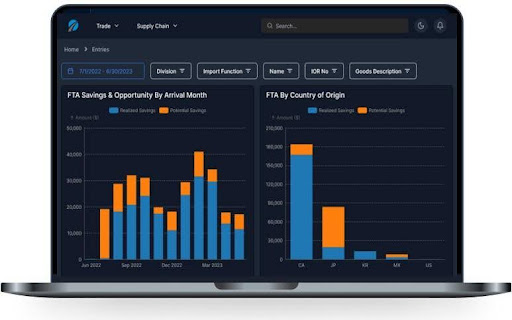 Trade
Supply Chain
Search...
Home > Entries
7/1/2022 - 6/30/2023
Division
Import Function
Name
IOR No
Goods Description
FTA Savings & Opportunity By Arrival Month
Realized Savings
Potential Savings
Amount ($)
50,000
40,000
30,000
20,000
10,000
0
Jun 2022
Sep 2022
Dec 2022
Mar 2023
FTA By Country of Origin
Realized Savings
Potential Savings
Amount ($)
210,000
180,000
150,000
120,000
90,000
60,000
30,000
0
CA
JP
KR
MX
US